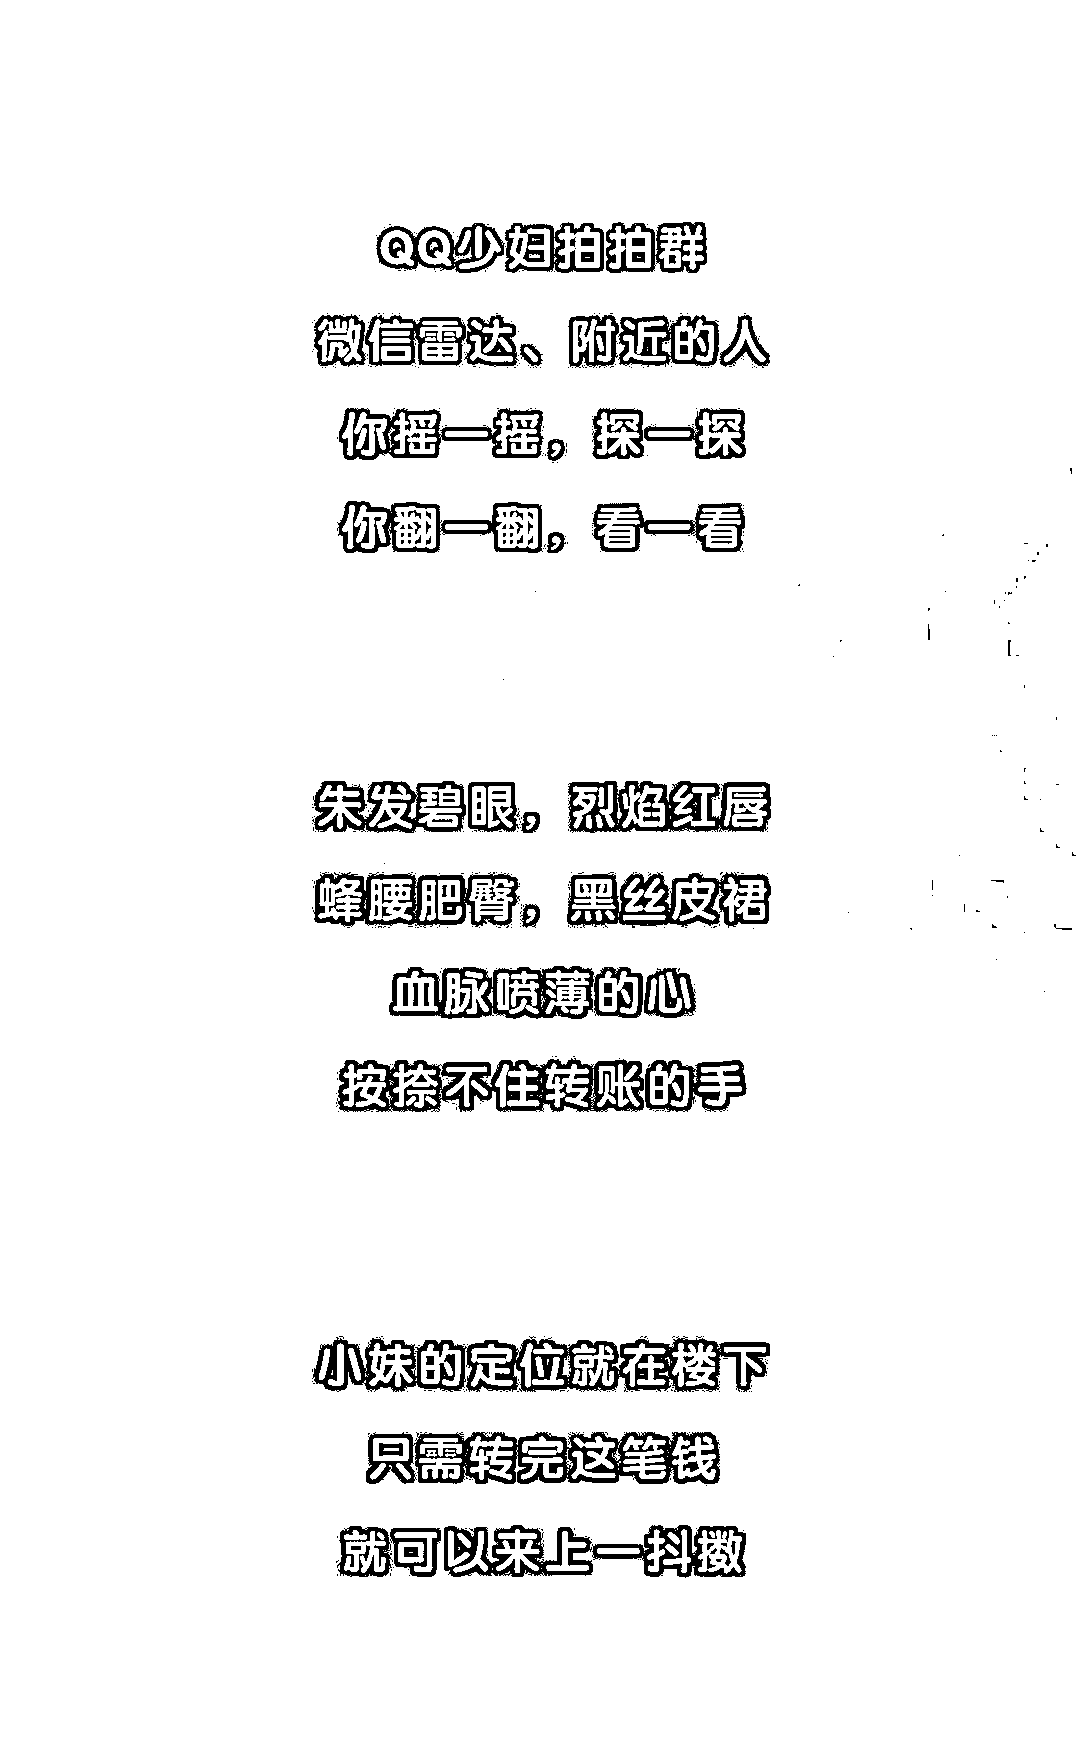 QQ少妇拍拍群
微信雷达、附近的人
你摇一摇，探一探
你翻一翻，看一看
朱发碧眼，烈焰红唇
蜂腰肥臀，黑丝皮裙
血脉喷薄的心
按捺不住转账的手
小妹的定位就在楼下
只需转完这笔钱
就可以来上一抖擞